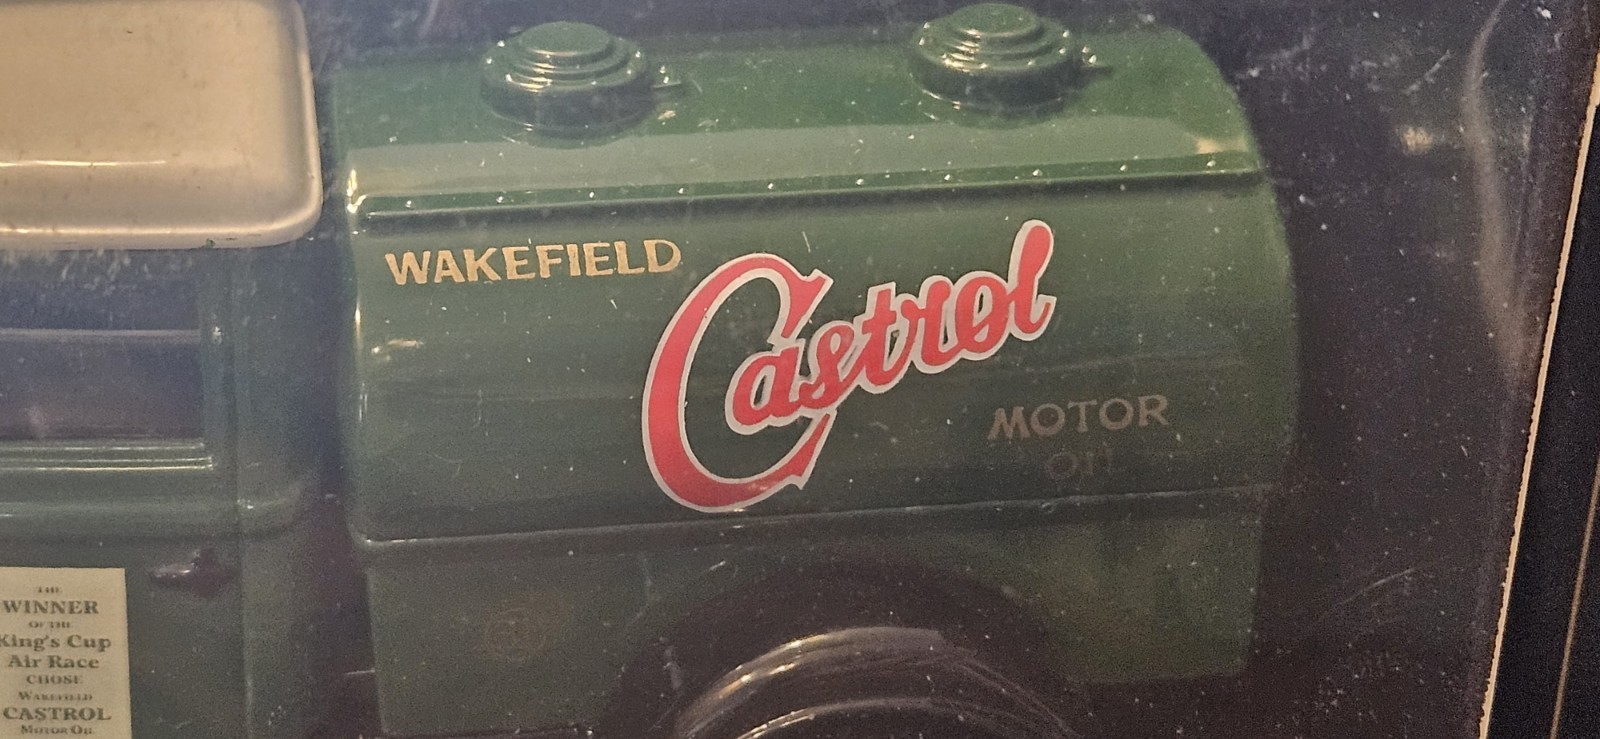 WAKEFIELD
Castrol
MOTOR
OIL
THE
WINNER
OF THE
King's Cup
Air Race
CHOSE
WAKEFIELD
CASTROL
MOTOR OIL